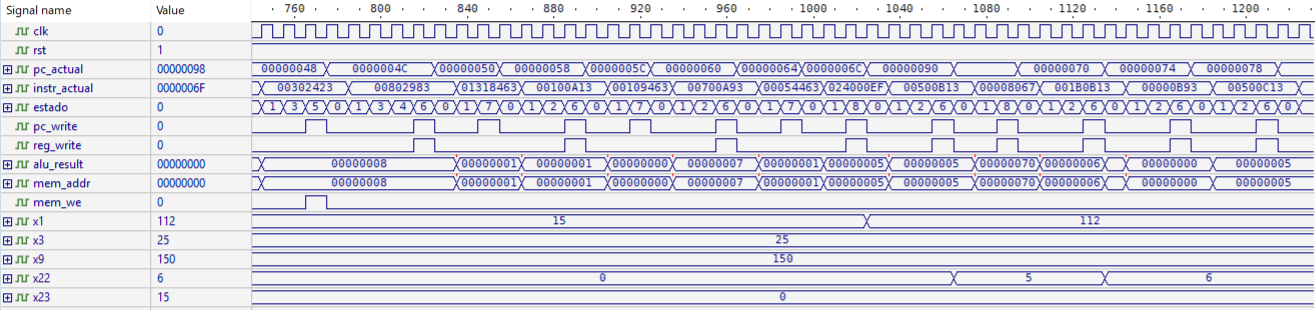 Signal name Value 760 800 840 880 920 960 1000 1040 1080 1120 1160 1200
clk 0
rst 1
pc_actual 00000098 00000048 0000004C 00000050 00000058 0000005C 00000060 00000064 0000006C 00000090 00000070 00000074 00000078
instr_actual 0000006F 00302423 00802983 01318463 00100A13 00109463 00700A93 00054463 024000EF 00500B13 00008067 001B0B13 00000B93 00500C13
estado 0 1 3 5 0 1 3 4 6 0 1 7 0 1 2 6 0 1 7 0 1 2 6 0 1 7 0 1 8 0 1 2 6 0 1 8 0 1 2 6 0 1 2 6 0 1 2 6 0
pc_write 0
reg_write 0
alu_result 00000000 00000008 00000001 00000001 00000000 00000007 00000001 00000005 00000005 00000070 00000006 00000000 00000005
mem_addr 00000000 00000008 00000001 00000001 00000000 00000007 00000001 00000005 00000005 00000070 00000006 00000000 00000005
mem_we 0
x1 112 15 112
x3 25 25
x9 150 150
x22 6 0 5 6
x23 15 0